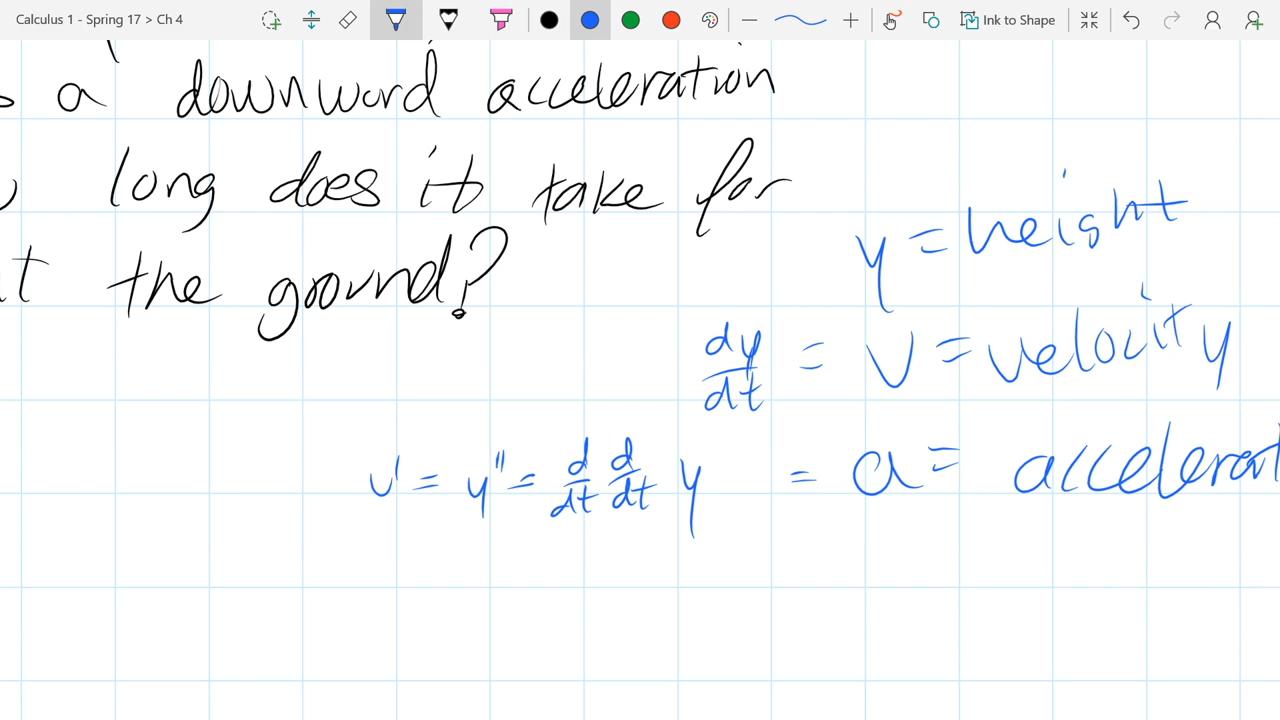 Calculus 1 - Spring 17 > Ch 4
Ink to Shape
a downword acceleration
long does it take for
the ground?
y = height
dy/dt = v = velocity
v' = y'' = d/dt d/dt y = a = accelerat